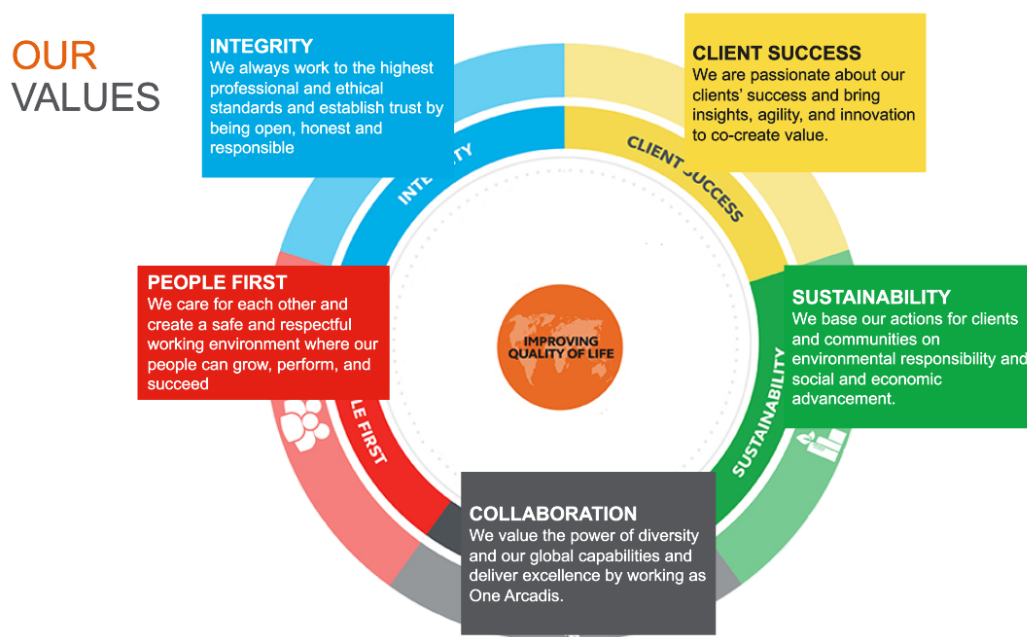 OUR
VALUES
INTEGRITY
We always work to the highest
professional and ethical
standards and establish trust by
being open, honest and
responsible
CLIENT SUCCESS
We are passionate about our
clients' success and bring
insights, agility, and innovation
to co-create value.
CLIENT SUCCESS
PEOPLE FIRST
We care for each other and
create a safe and respectful
working environment where our
people can grow, perform, and
succeed
IMPROVING
QUALITY OF LIFE
SUSTAINABILITY
We base our actions for clients
and communities on
environmental responsibility and
social and economic
advancement.
FIRST
SUSTAINABILITY
COLLABORATION
We value the power of diversity
and our global capabilities and
deliver excellence by working as
One Arcadis.